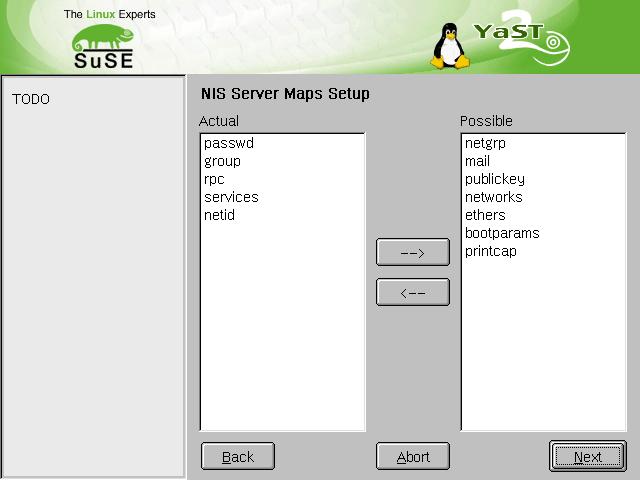 The Linux Experts
SuSE
YaST
2
TODO
NIS Server Maps Setup
Actual
passwd
group
rpc
services
netid
-->
<--
Possible
netgrp
mail
publickey
networks
ethers
bootparams
printcap
Back
Abort
Next